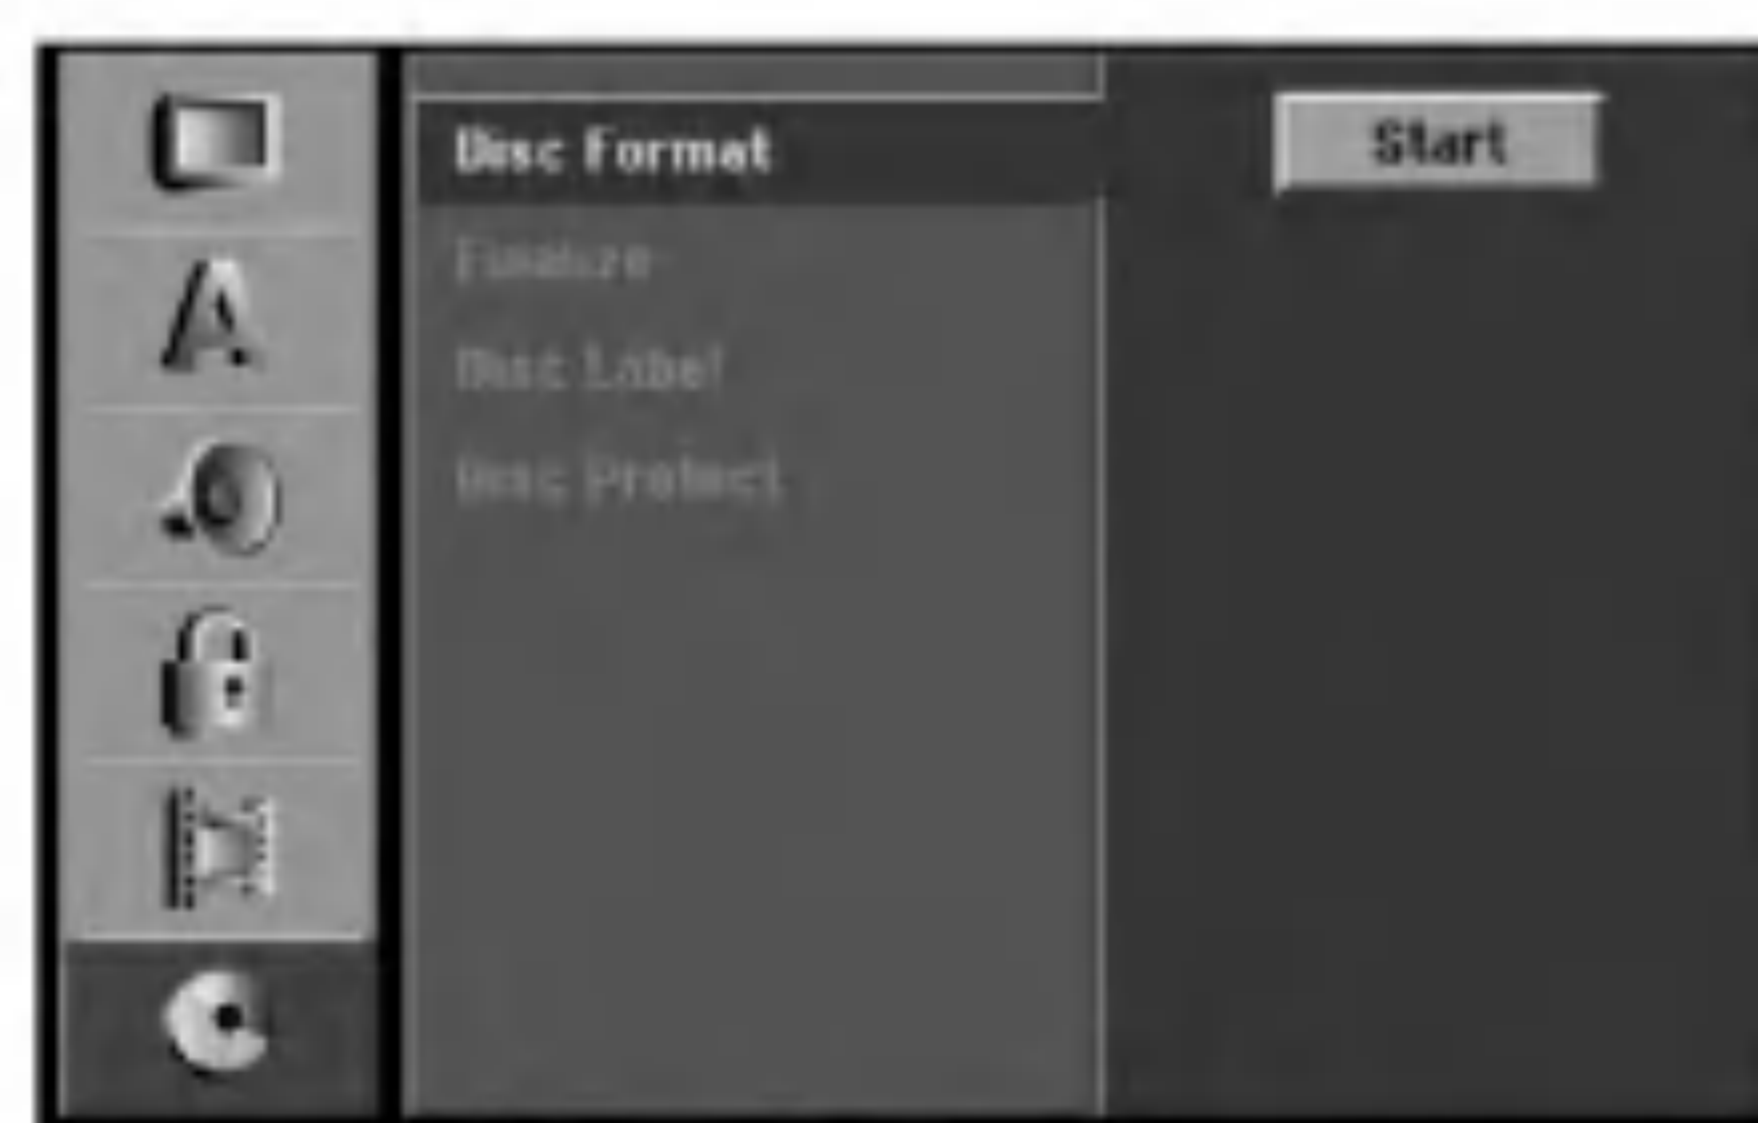 Disc Format
Start
Finalize
Disc Label
Disc Protect